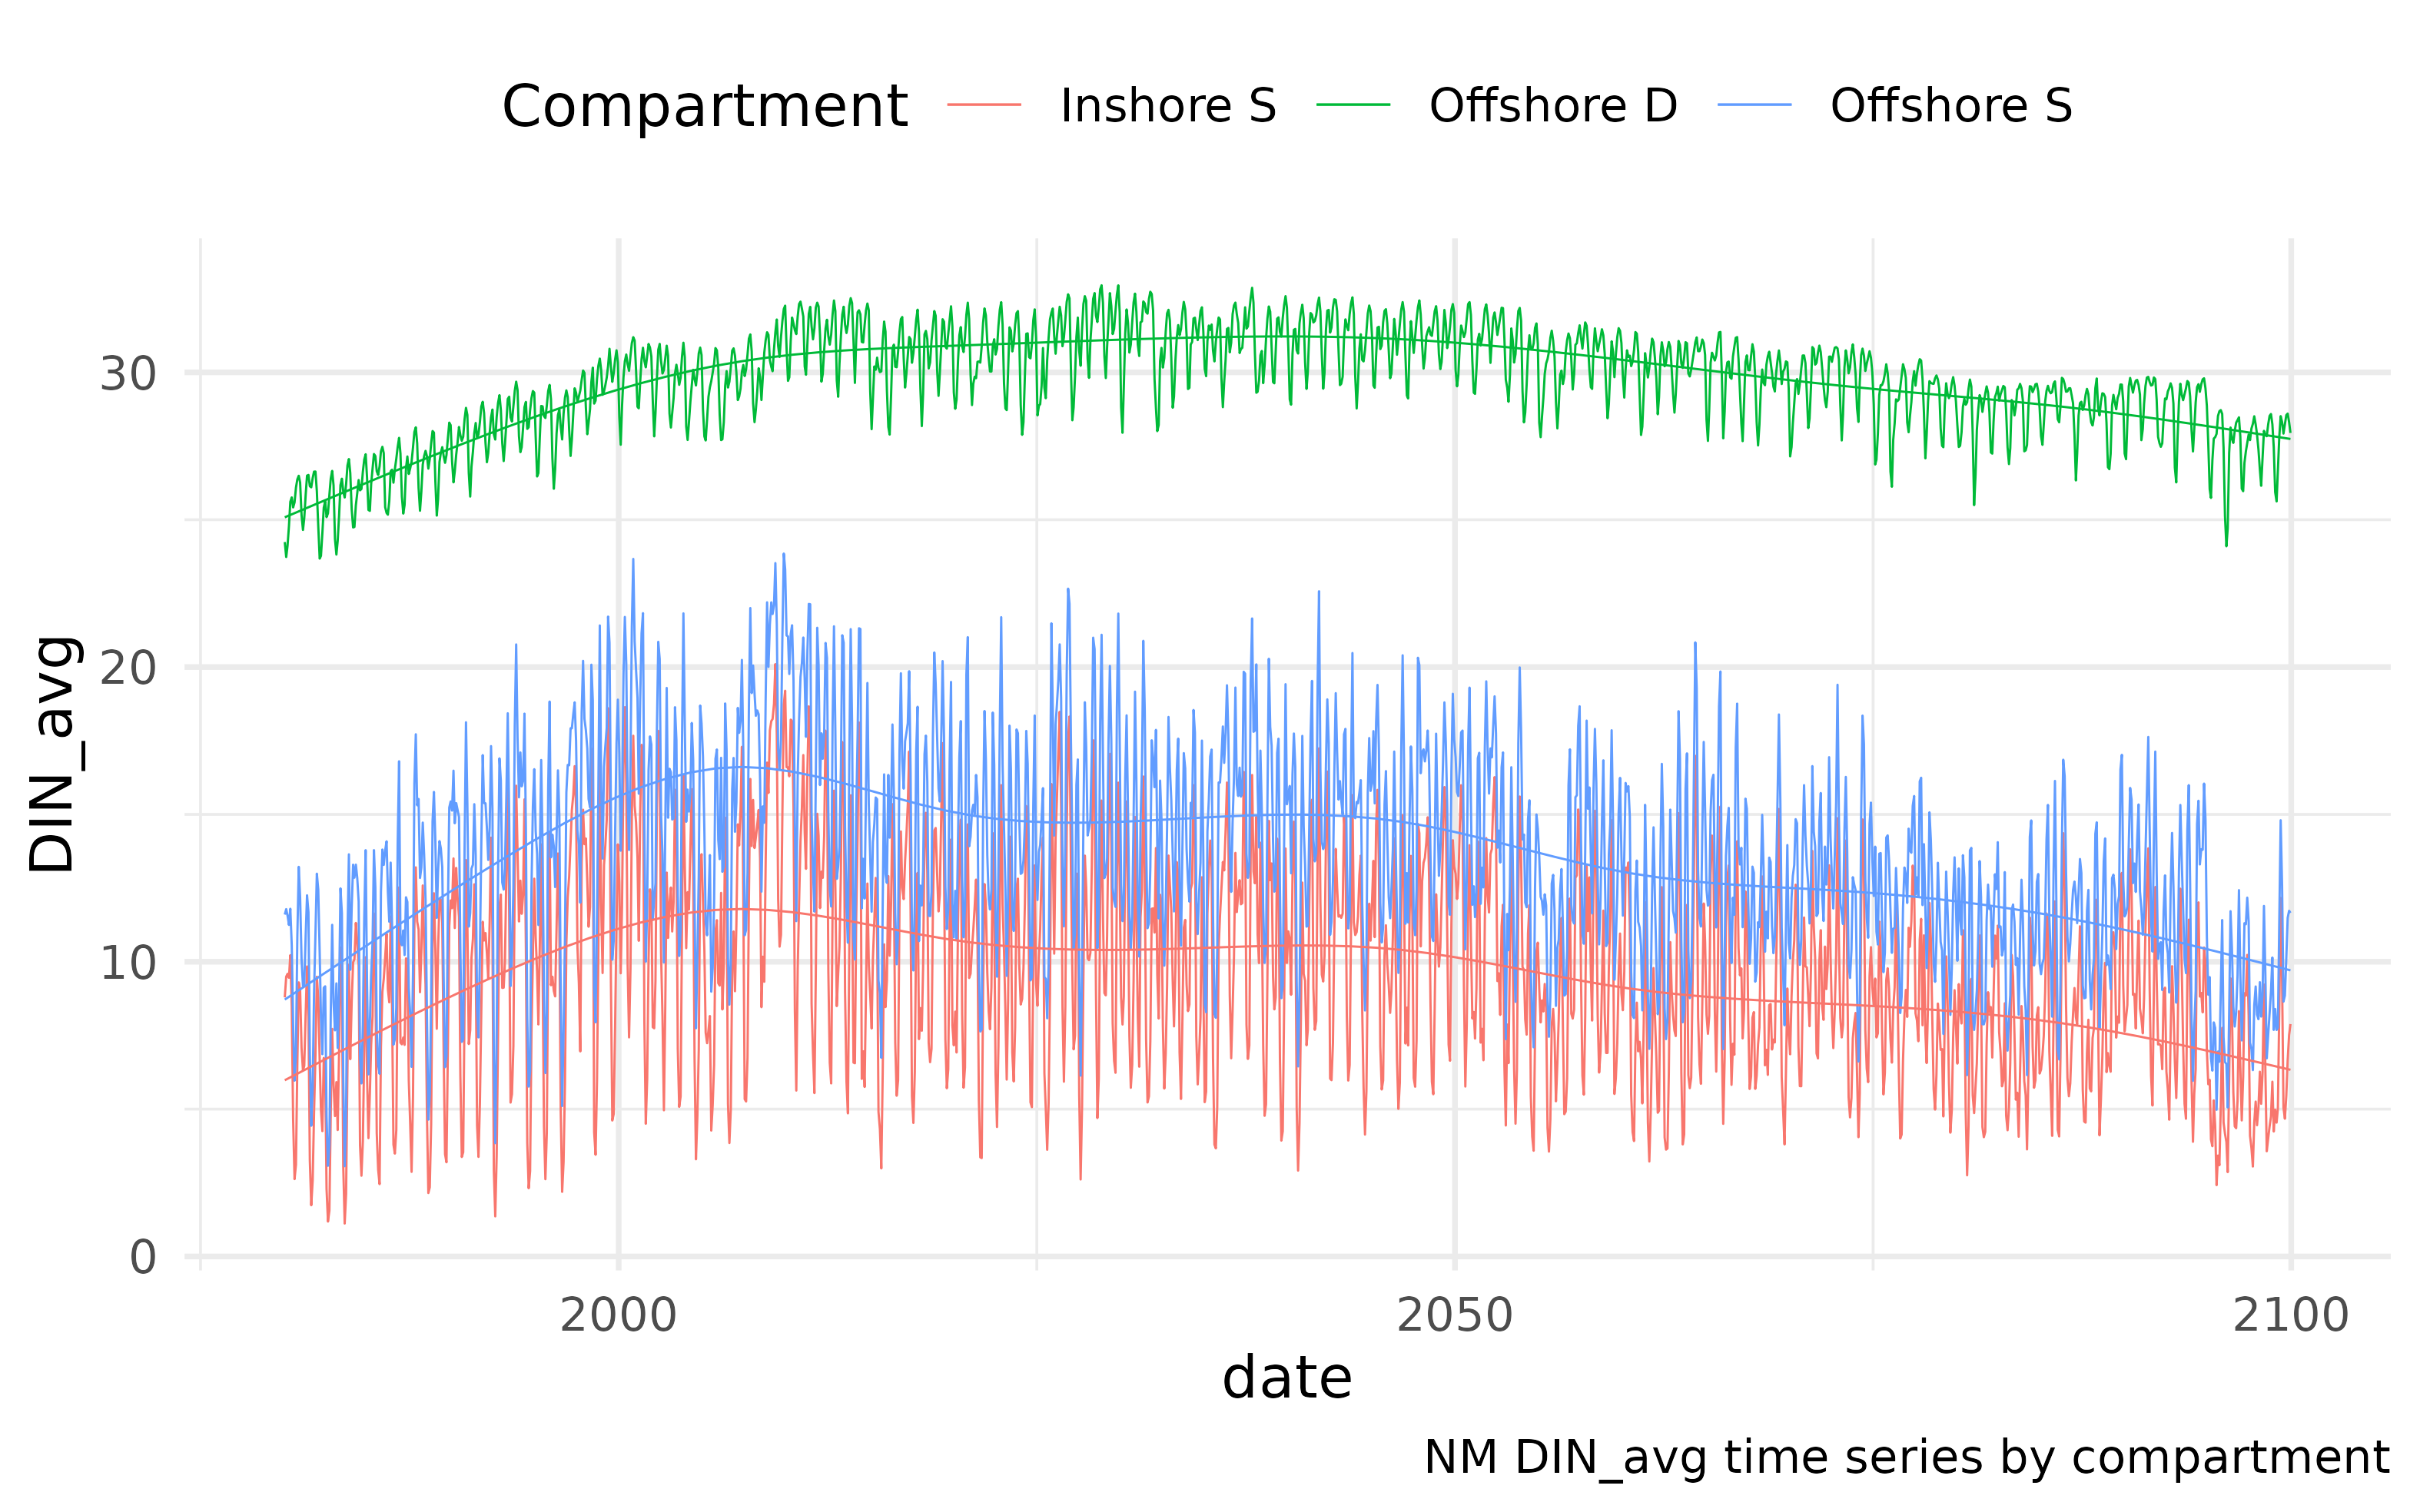 Compartment Inshore S Offshore D Offshore S
DIN_avg
30
20
10
0
2000 2050 2100
date
NM DIN_avg time series by compartment